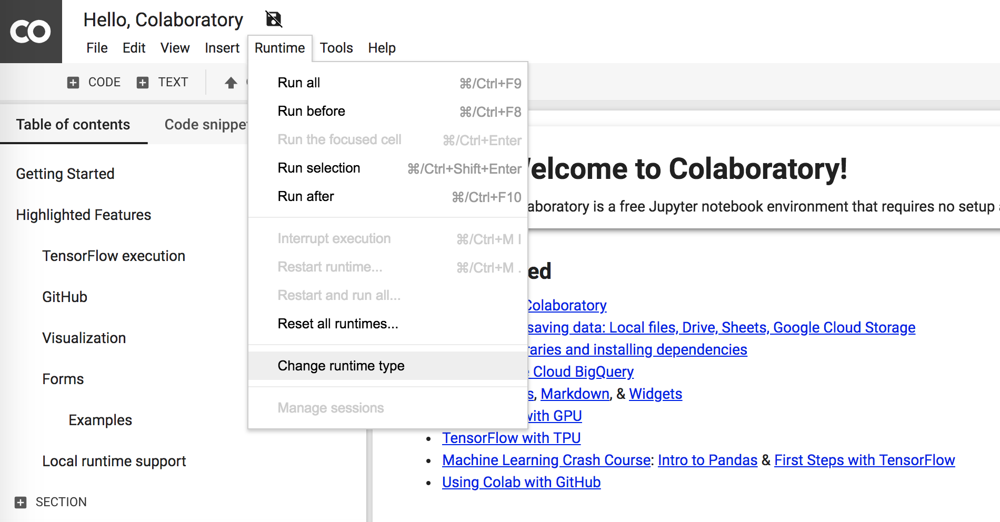 CO
Hello, Colaboratory
File Edit View Insert Runtime Tools Help
CODE TEXT
Table of contents Code
Getting Started
Highlighted Features
TensorFlow execution
GitHub
Visualization
Forms
Examples
Local runtime support
SECTION
Run all ⌘/Ctrl+F9
Run before ⌘/Ctrl+F8
Run the focused cell ⌘/Ctrl+Enter
Run selection ⌘/Ctrl+Shift+Enter
Run after ⌘/Ctrl+F10
Interrupt execution ⌘/Ctrl+M I
Restart runtime... ⌘/Ctrl+M .
Restart and run all...
Reset all runtimes...
Change runtime type
Manage sessions
elcome to Colaboratory!
aboratory is a free Jupyter notebook environment that requires no setup
ed
Colaboratory
saving data: Local files, Drive, Sheets, Google Cloud Storage
raries and installing dependencies
Cloud BigQuery
s, Markdown, & Widgets
with GPU
• TensorFlow with TPU
• Machine Learning Crash Course: Intro to Pandas & First Steps with TensorFlow
• Using Colab with GitHub